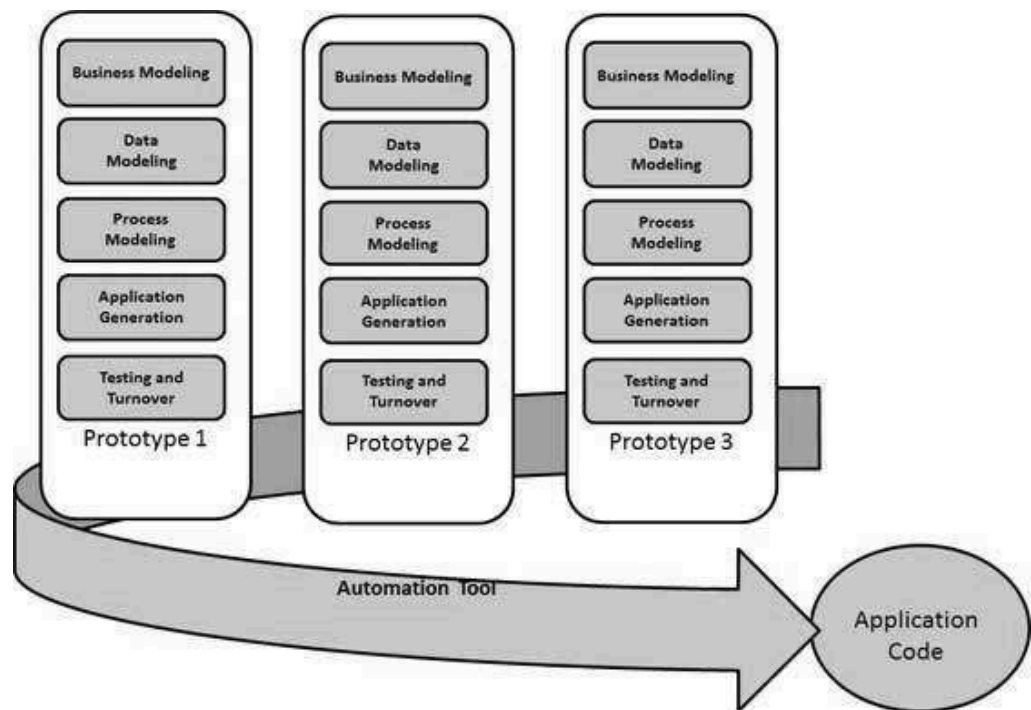 Business Modeling
Data
Modeling
Process
Modeling
Application
Generation
Testing and
Turnover
Prototype 1
Business Modeling
Data
Modeling
Process
Modeling
Application
Generation
Testing and
Turnover
Prototype 2
Business Modeling
Data
Modeling
Process
Modeling
Application
Generation
Testing and
Turnover
Prototype 3
Automation Tool
Application
Code